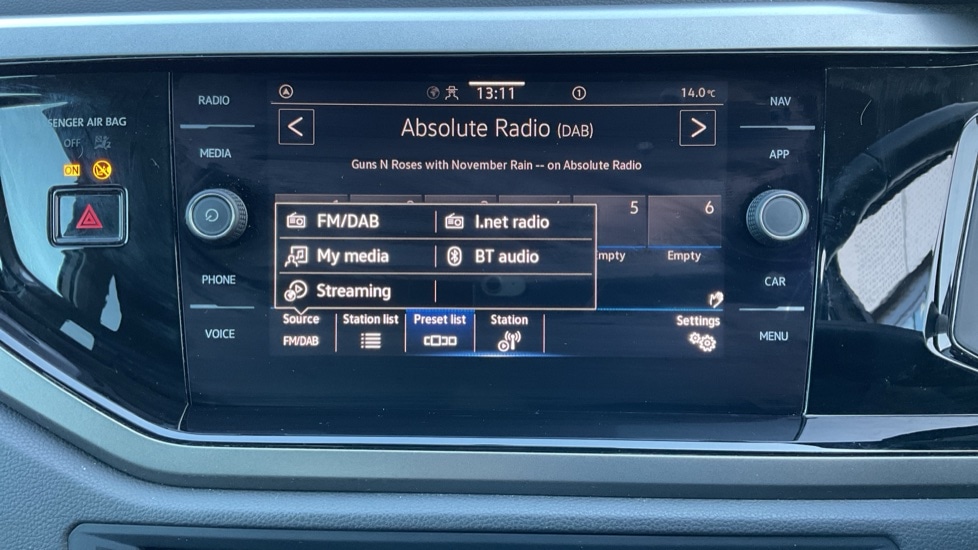 RADIO
MEDIA
PHONE
VOICE
ENGER AIR BAG
OFF
ON
13:11
1
14.0°C
<
Absolute Radio (DAB)
>
Guns N Roses with November Rain -- on Absolute Radio
5
6
mpty
Empty
FM/DAB
I.net radio
My media
BT audio
Streaming
Source
Station list
Preset list
Station
Settings
FM/DAB
NAV
APP
CAR
MENU